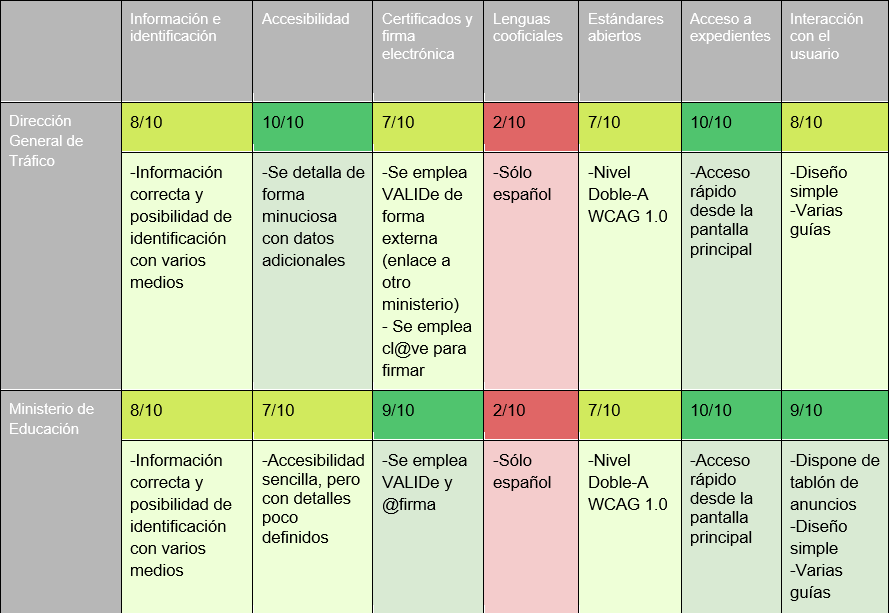 Información e
identificación
Accesibilidad
Certificados y
firma
electrónica
Lenguas
cooficiales
Estándares
abiertos
Acceso a
expedientes
Interacción
con el
usuario
Dirección
General de
Tráfico
8/10
10/10
7/10
2/10
7/10
10/10
8/10
-Información
correcta y
posibilidad de
identificación
con varios
medios
-Se detalla de
forma
minuciosa
con datos
adicionales
-Se emplea
VALIDe de
forma
externa
(enlace a
otro
ministerio)
- Se emplea
cl@ve para
firmar
-Sólo
español
-Nivel
Doble-A
WCAG 1.0
-Acceso
rápido
desde la
pantalla
principal
-Diseño
simple
-Varias
guías
Ministerio de
Educación
8/10
7/10
9/10
2/10
7/10
10/10
9/10
-Información
correcta y
posibilidad de
identificación
con varios
medios
-Accesibilidad
sencilla, pero
con detalles
poco
definidos
-Se emplea
VALIDe y
@firma
-Sólo
español
-Nivel
Doble-A
WCAG 1.0
-Acceso
rápido
desde la
pantalla
principal
-Dispone de
tablón de
anuncios
-Diseño
simple
-Varias
guías